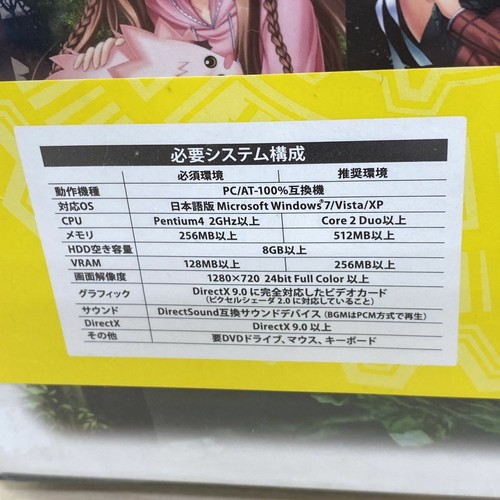 必要システム構成
必須環境 推奨環境
動作機種 PC/AT-100%互換機
対応OS 日本語版 Microsoft Windows®7/Vista/XP
CPU Pentium4 2GHz以上 Core 2 Duo以上
メモリ 256MB以上 512MB以上
HDD空き容量 8GB以上
VRAM 128MB以上 256MB以上
画面解像度 1280×720 24bit Full Color 以上
グラフィック DirectX 9.0 に完全対応したビデオカード
(ピクセルシェーダ 2.0 に対応していること)
サウンド DirectSound互換サウンドデバイス (BGMはPCM方式で再生)
DirectX DirectX 9.0 以上
その他 要DVDドライブ、マウス、キーボード